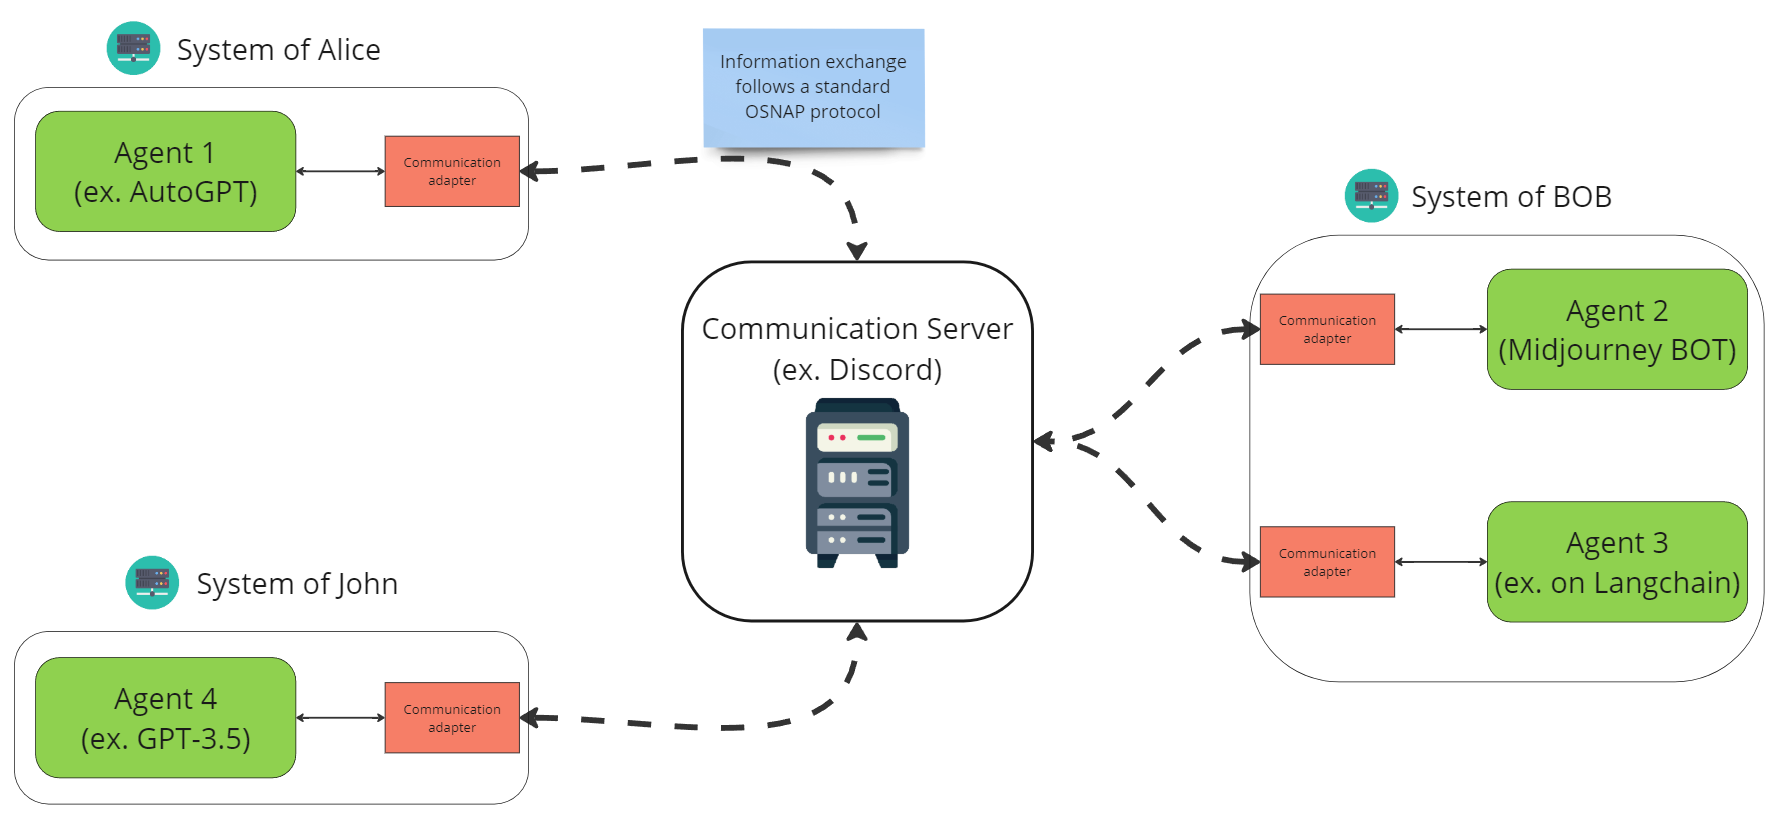 System of Alice
Agent 1
(ex. AutoGPT)
Communication
adapter
Information exchange
follows a standard
OSNAP protocol
Communication Server
(ex. Discord)
System of BOB
Communication
adapter
Agent 2
(Midjourney BOT)
Communication
adapter
Agent 3
(ex. on Langchain)
System of John
Agent 4
(ex. GPT-3.5)
Communication
adapter